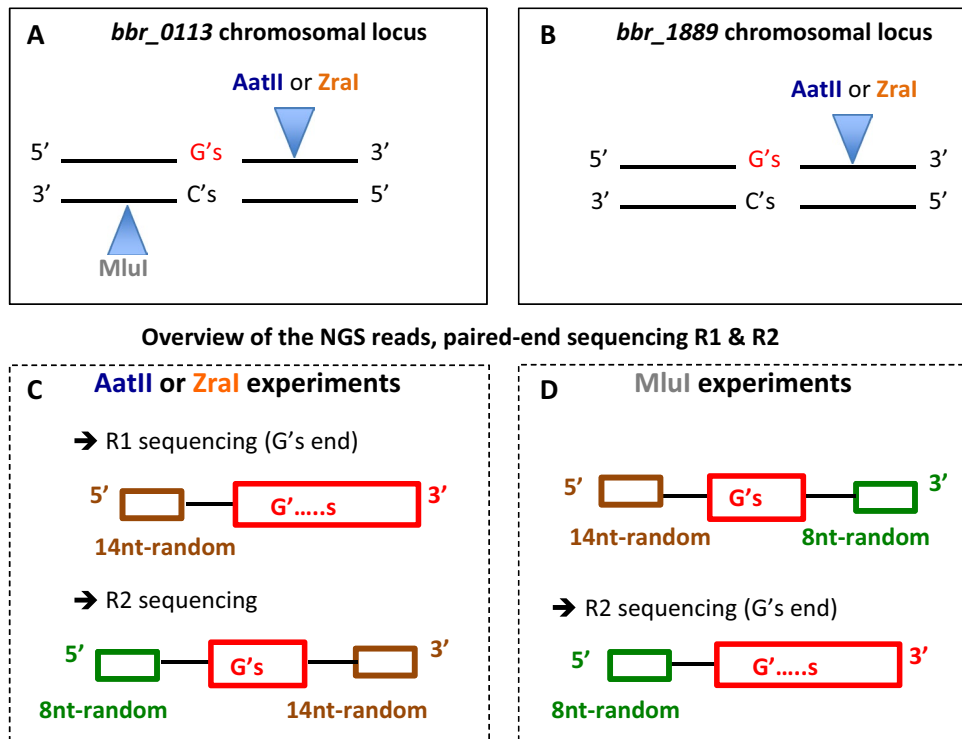 A bbr_0113 chromosomal locus
AatII or ZraI
5’ G's 3’
3’ C’s 5’
MluI
B bbr_1889 chromosomal locus
AatII or ZraI
5’ G's 3’
3’ C’s 5’
Overview of the NGS reads, paired-end sequencing R1 & R2
C AatII or ZraI experiments
➔ R1 sequencing (G’s end)
5’ G’.....s 3’
14nt-random
➔ R2 sequencing
5’ G’s 3’
8nt-random 14nt-random
D MluI experiments
5’ G’s 3’
14nt-random 8nt-random
➔ R2 sequencing (G’s end)
5’ G’.....s 3’
8nt-random